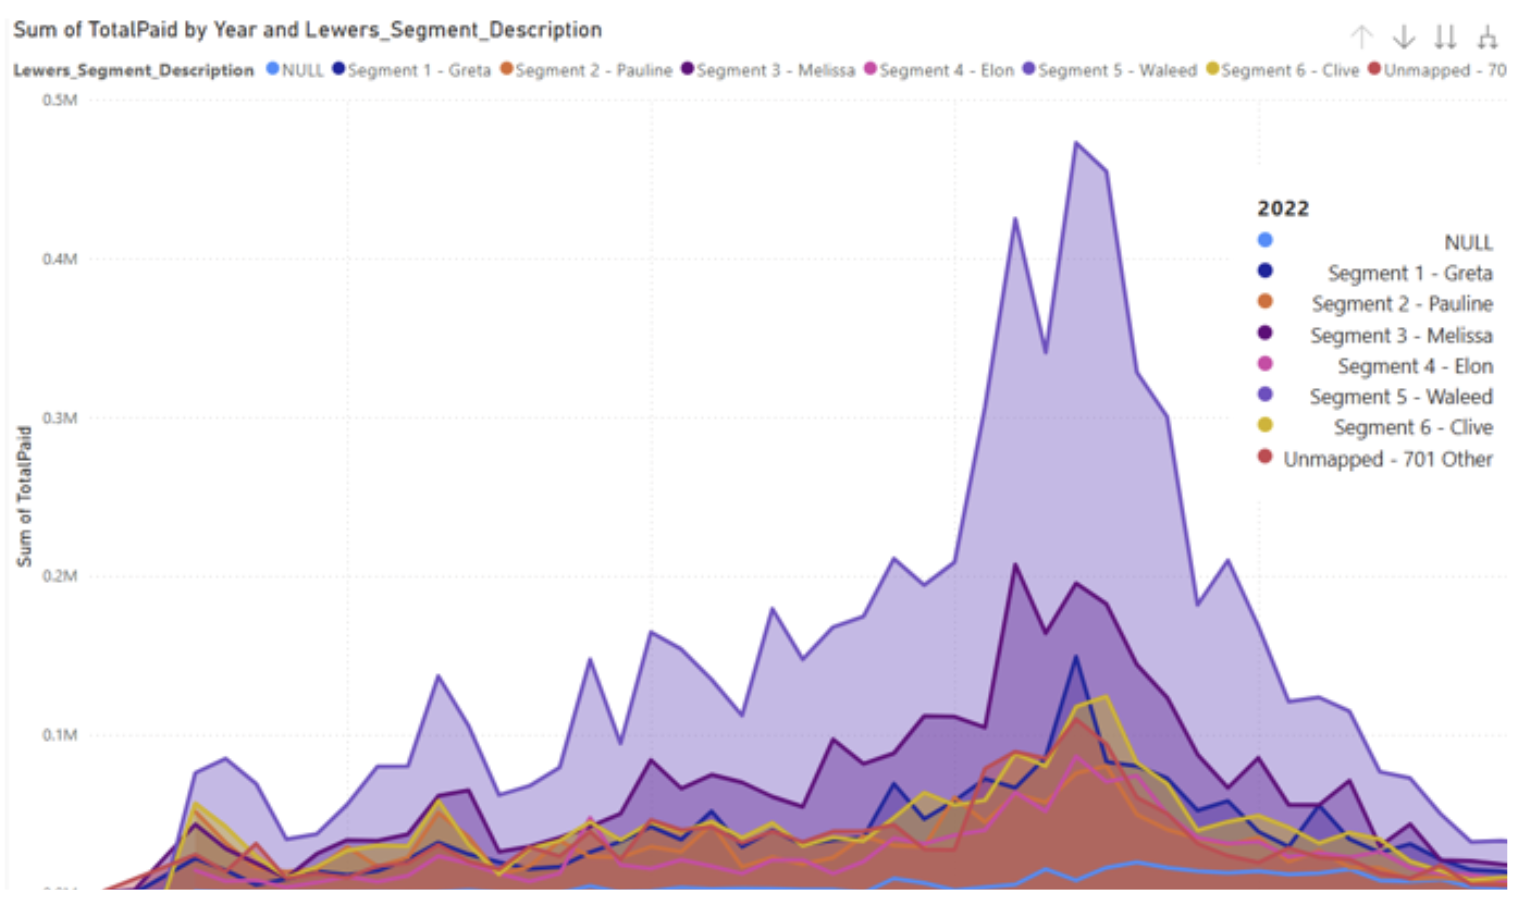 Sum of TotalPaid by Year and Lewers_Segment_Description
Lewers_Segment_Description NULL Segment 1 - Greta Segment 2 - Pauline Segment 3 - Melissa Segment 4 - Elon Segment 5 - Waleed Segment 6 - Clive Unmapped - 70
0.5M
0.4M
0.3M
0.2M
0.1M
Sum of TotalPaid
2022
NULL
Segment 1 - Greta
Segment 2 - Pauline
Segment 3 - Melissa
Segment 4 - Elon
Segment 5 - Waleed
Segment 6 - Clive
Unmapped - 701 Other